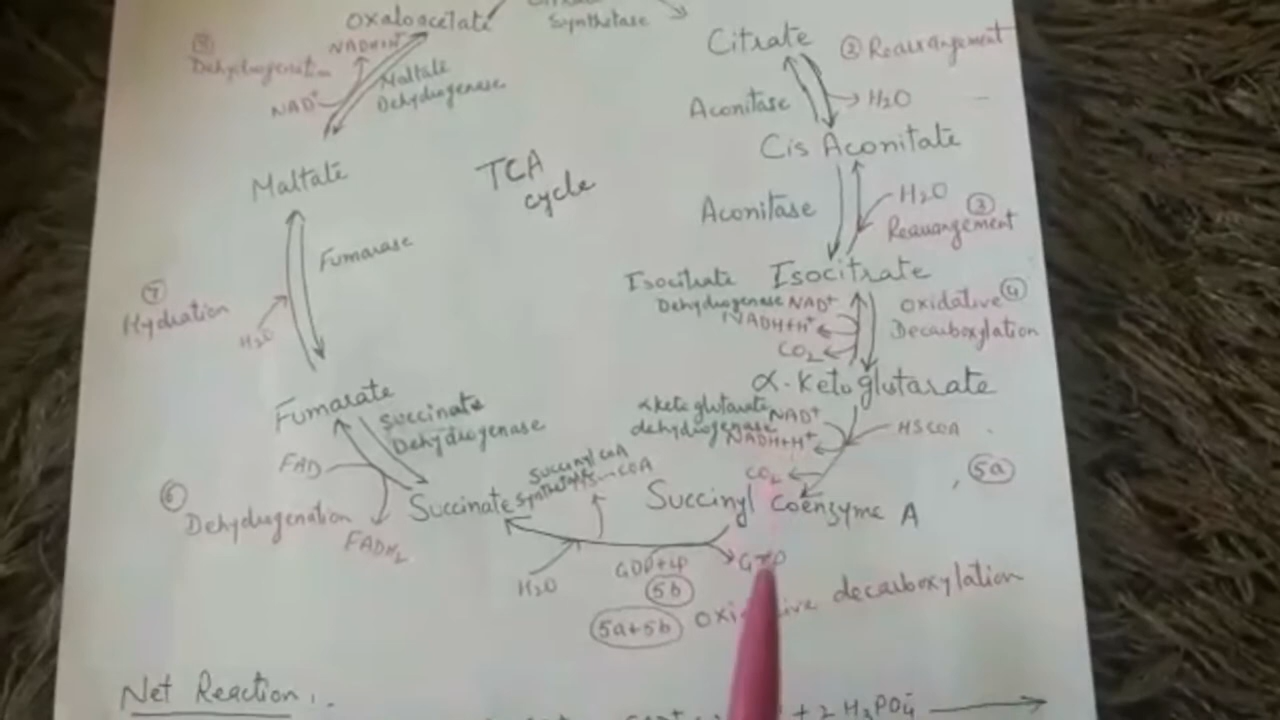 Oxaloacetate
Synthetase
NADH+H+
⑧
Dehydrogenation
NAD+
Maltate
Dehydrogenase
Citrate
② Rearrangement
Aconitase
H2O
Cis Aconitate
TCA
cycle
Maltate
Aconitase
H2O
③
Rearrangement
Fumarase
Isocitrate
Dehydrogenase
Isocitrate
NAD+
NADH+H+
CO2
Oxidative ④
Decarboxylation
⑦
Hydration
H2O
α-Ketoglutarate
αketo glutarate
dehydrogenase
NAD+
NADH+H+
HSCOA
CO2
5a
Fumarate
Succinate
Dehydrogenase
FAD
⑥
Dehydrogenation
FADH2
Succinate
Succinyl CoA
COA
Succinyl Coenzyme A
H2O
GDP+iP
GTP
5b
5a+5b
decarboxylation
Net Reaction :
+ 2 H3PO4